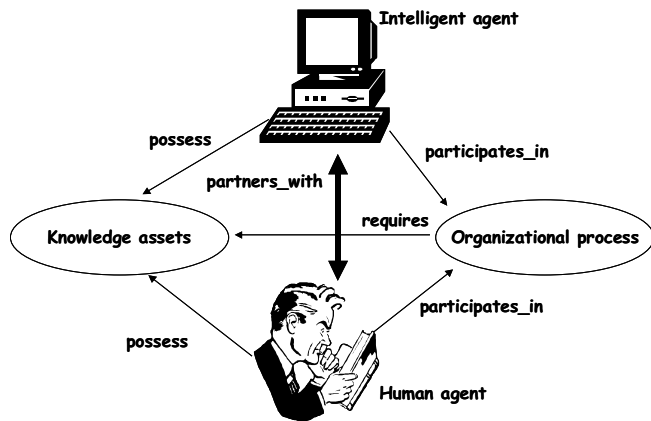 Intelligent agent
possess
participates_in
partners_with
requires
Knowledge assets
Organizational process
participates_in
possess
Human agent